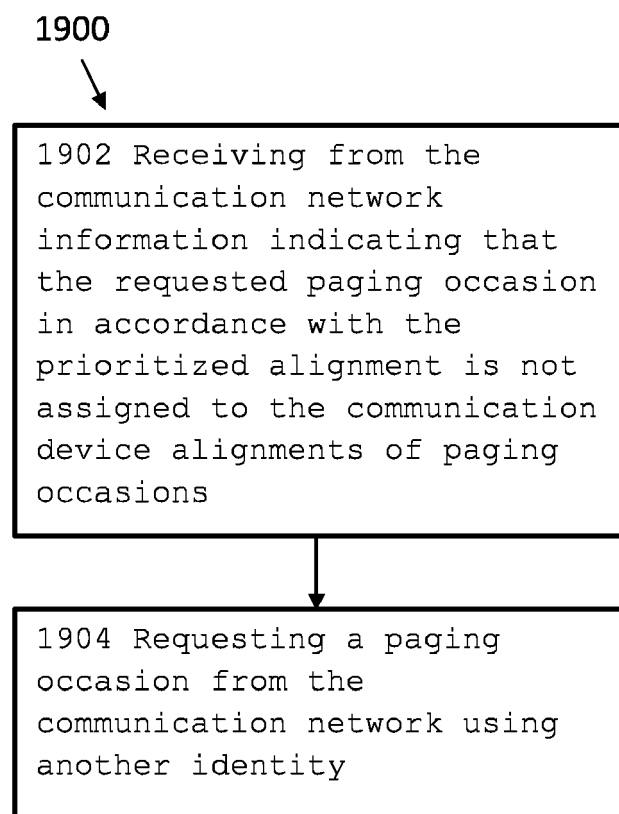 1900
1902 Receiving from the
communication network
information indicating that
the requested paging occasion
in accordance with the
prioritized alignment is not
assigned to the communication
device alignments of paging
occasions
1904 Requesting a paging
occasion from the
communication network using
another identity